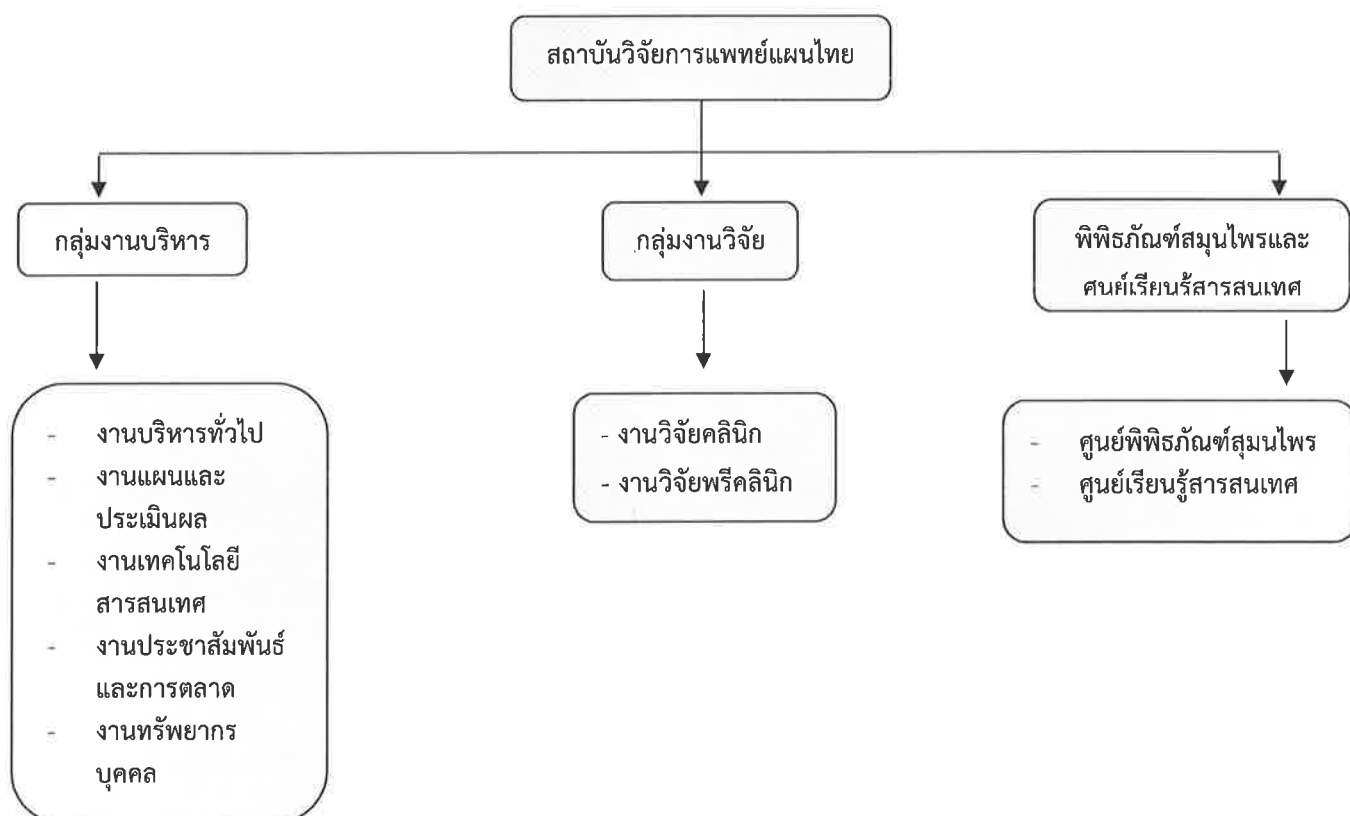 สถาบันวิจัยการแพทย์แผนไทย
กลุ่มงานบริหาร
กลุ่มงานวิจัย
พิพิธภัณฑ์สมุนไพรและ
ศูนย์เรียนรู้สารสนเทศ
- งานบริหารทั่วไป
- งานแผนและ
ประเมินผล
- งานเทคโนโลยี
สารสนเทศ
- งานประชาสัมพันธ์
และการตลาด
- งานทรัพยากร
บุคคล
- งานวิจัยคลินิก
- งานวิจัยพรีคลินิก
- ศูนย์พิพิธภัณฑ์สุมนไพร
- ศูนย์เรียนรู้สารสนเทศ